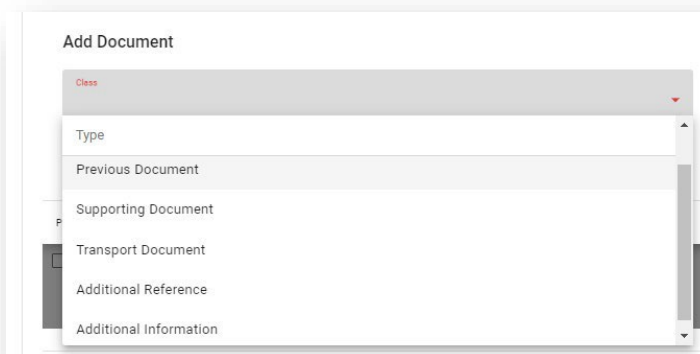 Add Document
Class
Type
Previous Document
Supporting Document
P
Transport Document
Additional Reference
Additional Information